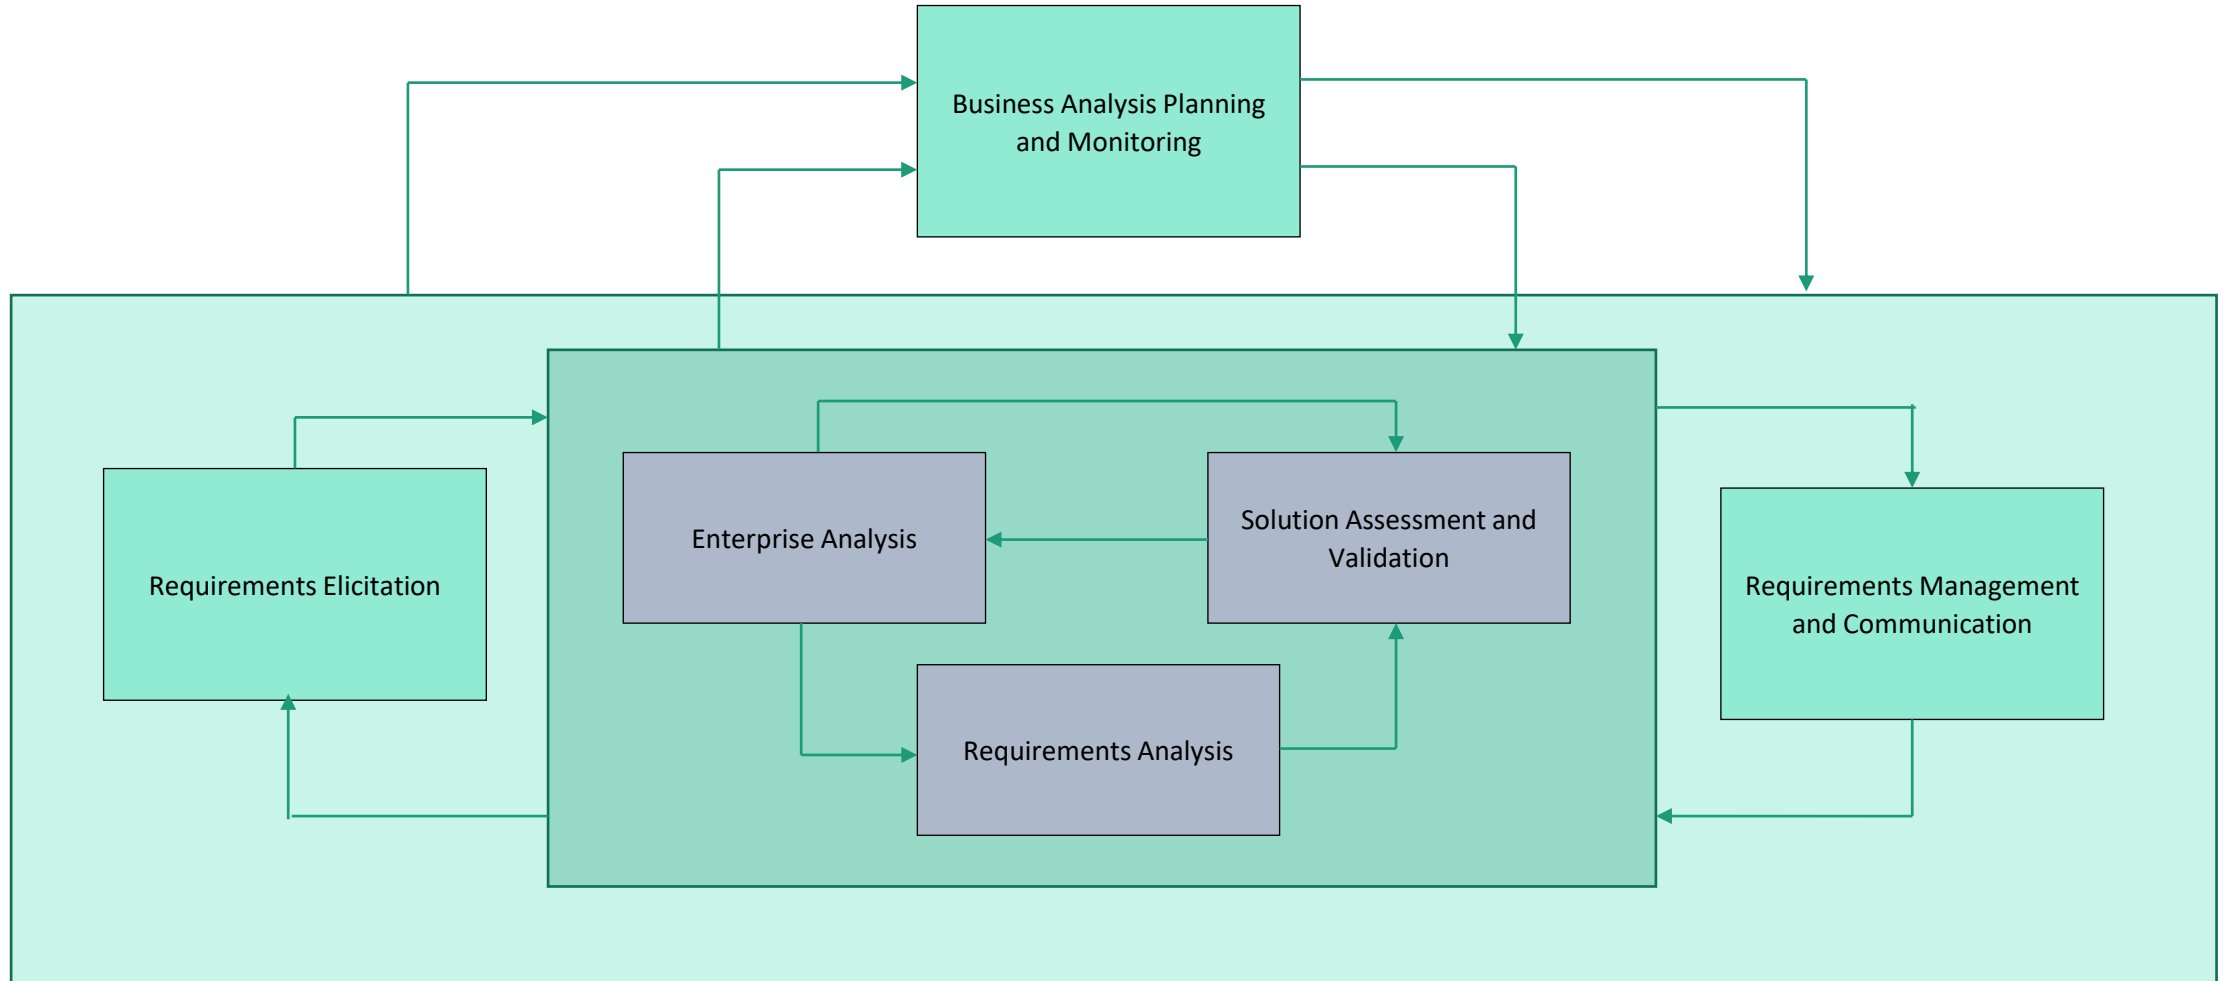 Business Analysis Planning
and Monitoring
Requirements Elicitation
Enterprise Analysis
Solution Assessment and
Validation
Requirements Analysis
Requirements Management
and Communication